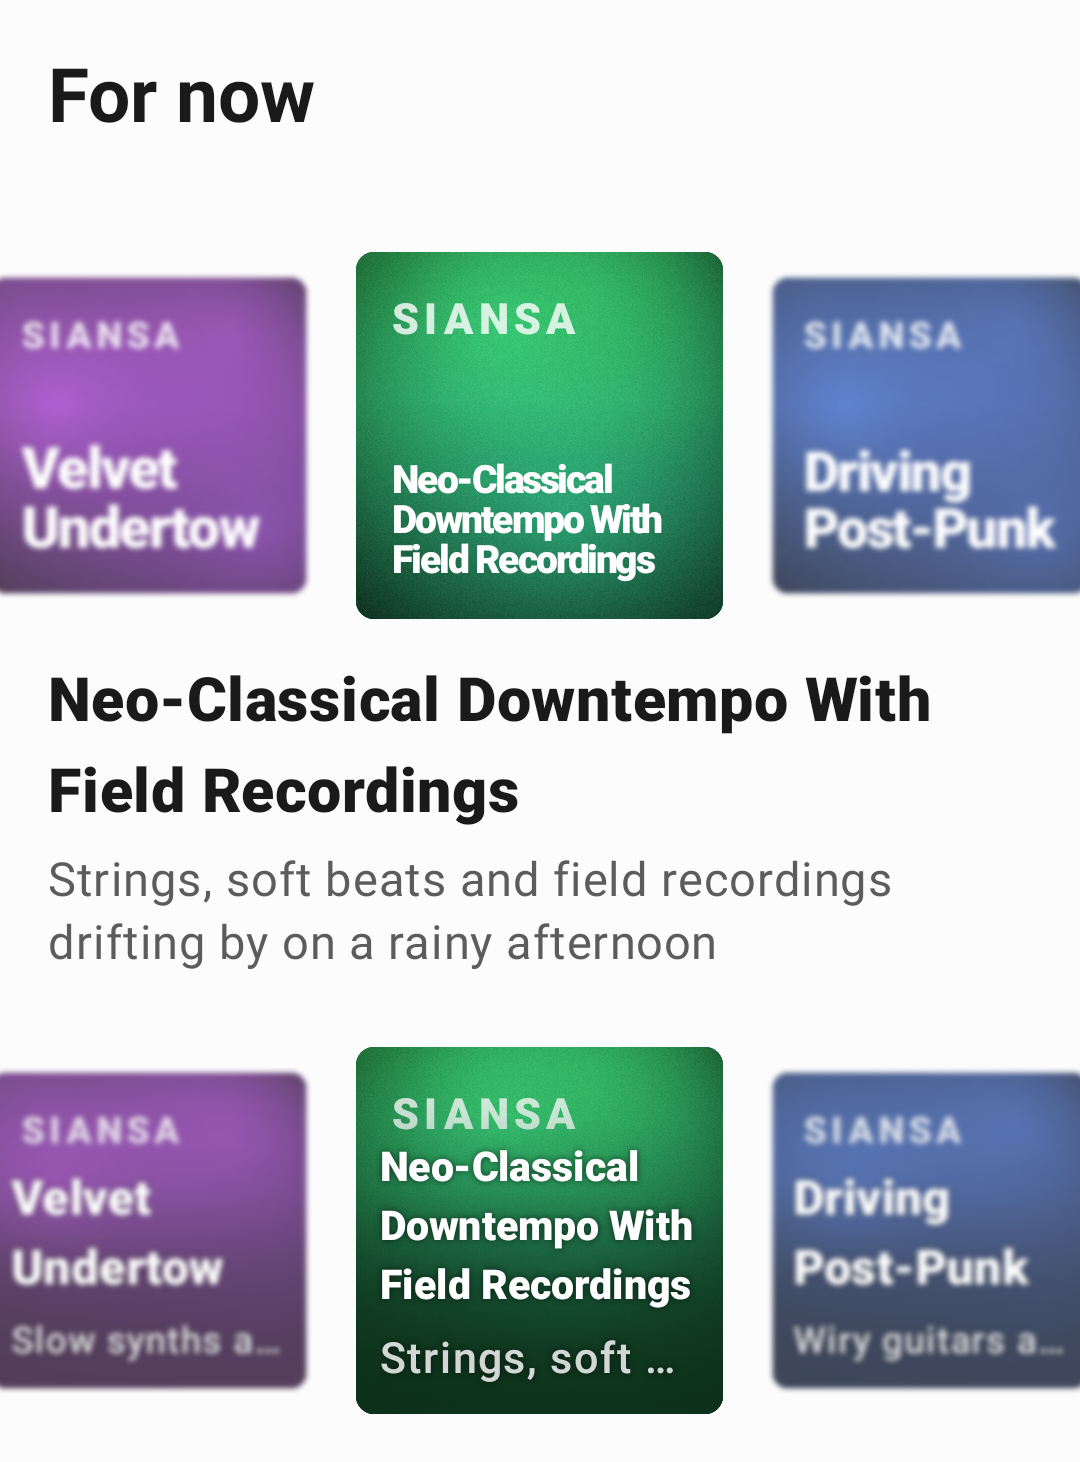 For now
SIANSA
Velvet
Undertow
SIANSA
Neo-Classical
Downtempo With
Field Recordings
SIANSA
Driving
Post-Punk
Neo-Classical Downtempo With
Field Recordings
Strings, soft beats and field recordings
drifting by on a rainy afternoon
SIANSA
Velvet
Undertow
Slow synths a…
SIANSA
Neo-Classical
Downtempo With
Field Recordings
Strings, soft …
SIANSA
Driving
Post-Punk
Wiry guitars a…